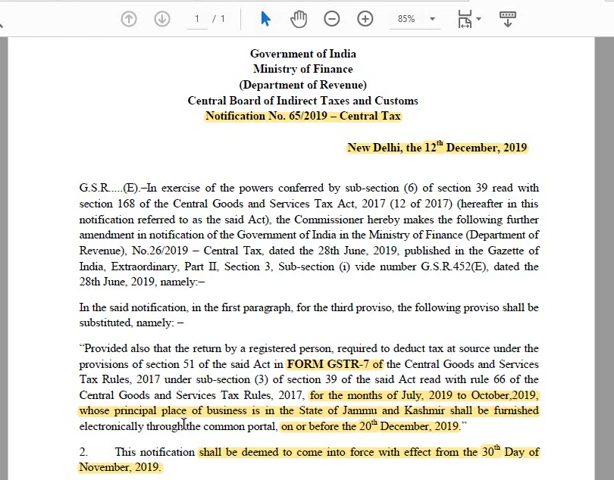 1 / 1
85%
Government of India
Ministry of Finance
(Department of Revenue)
Central Board of Indirect Taxes and Customs
Notification No. 65/2019 – Central Tax
New Delhi, the 12th December, 2019
G.S.R.....(E).–In exercise of the powers conferred by sub-section (6) of section 39 read with
section 168 of the Central Goods and Services Tax Act, 2017 (12 of 2017) (hereafter in this
notification referred to as the said Act), the Commissioner hereby makes the following further
amendment in notification of the Government of India in the Ministry of Finance (Department of
Revenue), No.26/2019 – Central Tax, dated the 28th June, 2019, published in the Gazette of
India, Extraordinary, Part II, Section 3, Sub-section (i) vide number G.S.R.452(E), dated the
28th June, 2019, namely:–
In the said notification, in the first paragraph, for the third proviso, the following proviso shall be
substituted, namely: –
“Provided also that the return by a registered person, required to deduct tax at source under the
provisions of section 51 of the said Act in FORM GSTR-7 of the Central Goods and Services
Tax Rules, 2017 under sub-section (3) of section 39 of the said Act read with rule 66 of the
Central Goods and Services Tax Rules, 2017, for the months of July, 2019 to October,2019,
whose principal place of business is in the State of Jammu and Kashmir shall be furnished
electronically through the common portal, on or before the 20th December, 2019.”
2. This notification shall be deemed to come into force with effect from the 30th Day of
November, 2019.